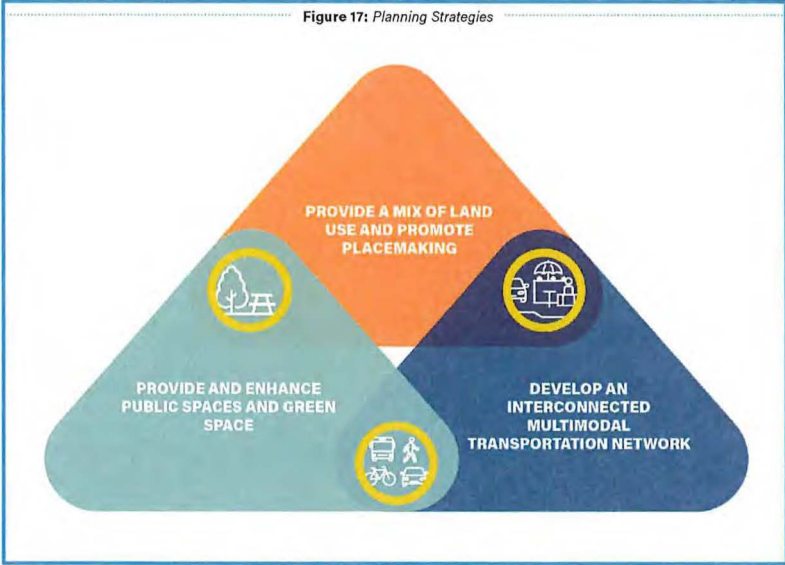 Figure 17: Planning Strategies
PROVIDE A MIX OF LAND
USE AND PROMOTE
PLACEMAKING
PROVIDE AND ENHANCE
PUBLIC SPACES AND GREEN
SPACE
DEVELOP AN
INTERCONNECTED
MULTIMODAL
TRANSPORTATION NETWORK